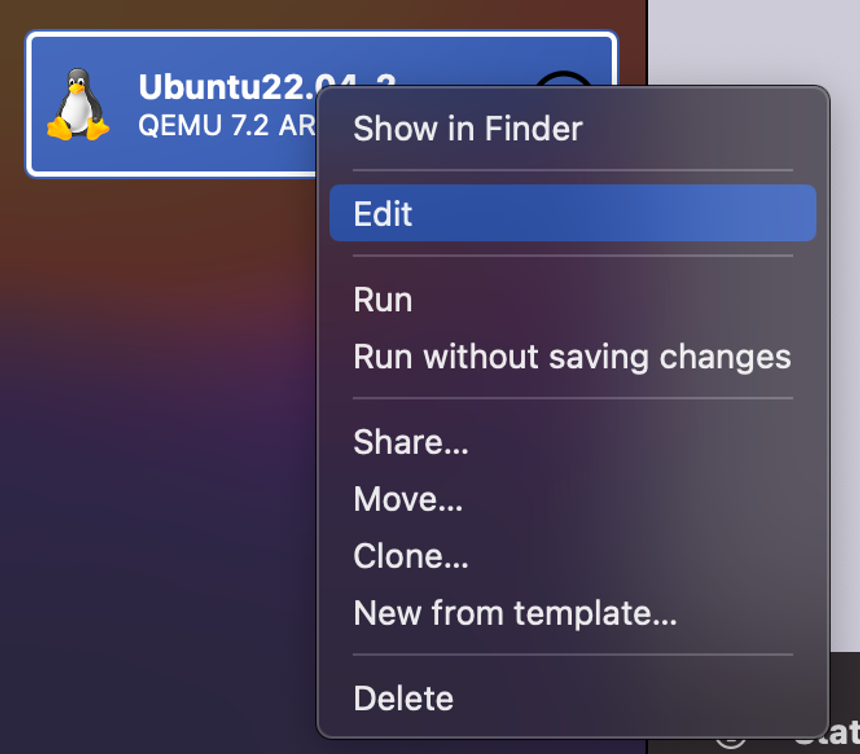 Ubuntu22.04
QEMU 7.2 AR
Show in Finder
Edit
Run
Run without saving changes
Share...
Move...
Clone...
New from template...
Delete